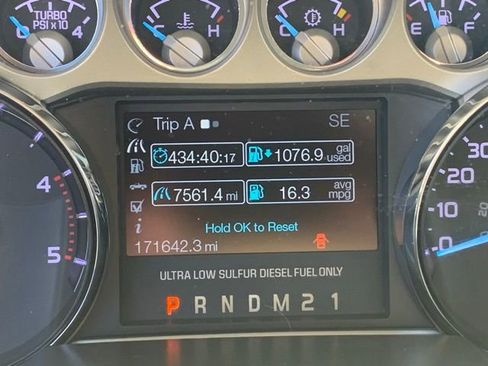 TURBO
PSI x 10
C H
C H
E F
Trip A
SE
434:40:17
1076.9 gal used
7561.4 mi
16.3 avg mpg
Hold OK to Reset
171642.3 mi
ULTRA LOW SULFUR DIESEL FUEL ONLY
P R N D M 2 1
4
5
30
20
0
0